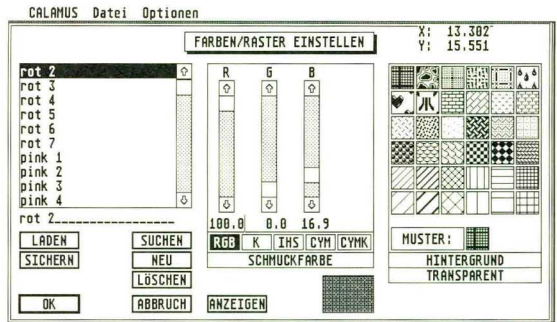 CALAMUS Datei Optionen
X: 13.302
Y: 15.551
FARBEN/RASTER EINSTELLEN
rot 2
rot 3
rot 4
rot 5
rot 6
rot 7
pink 1
pink 2
pink 3
pink 4
rot 2___________________
R G B
100.0 0.0 16.9
RGB K IHS CYM CYMK
SCHMUCKFARBE
MUSTER:
HINTERGRUND
TRANSPARENT
LADEN SUCHEN
SICHERN NEU
LÖSCHEN
OK ABBRUCH ANZEIGEN